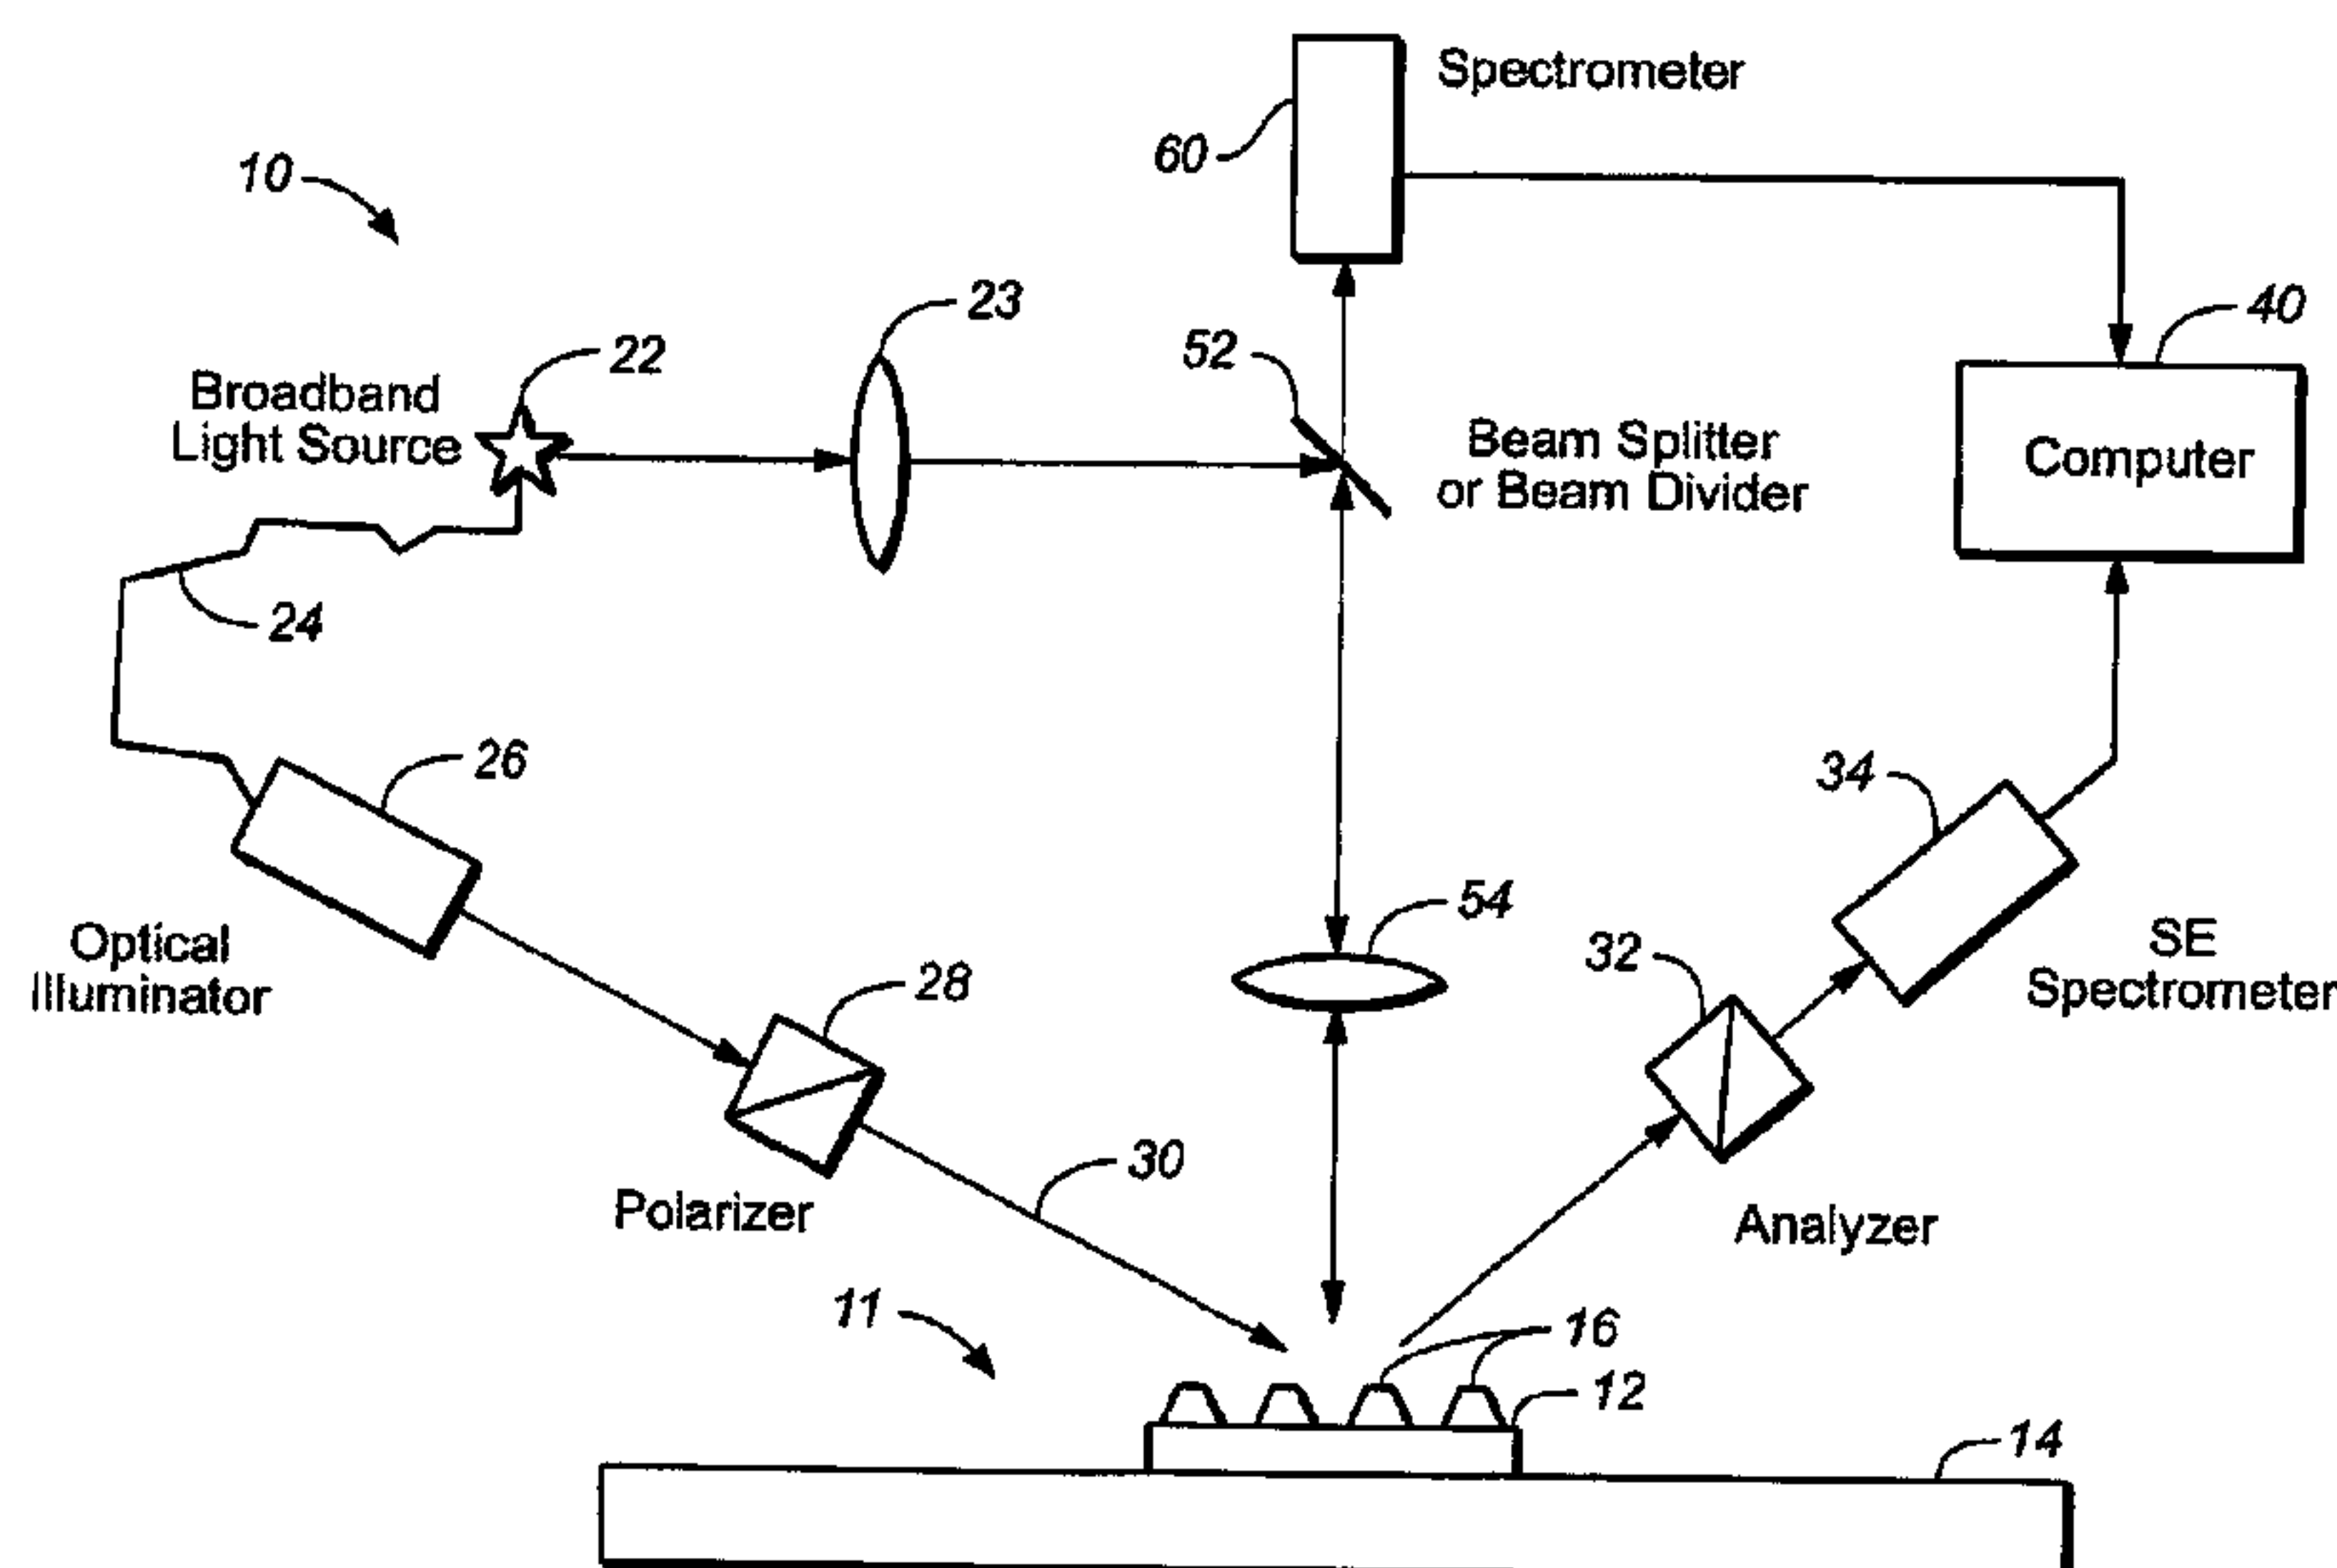 Spectrometer
60
10
23
52
40
22
Broadband
Light Source
Beam Splitter
or Beam Divider
Computer
24
26
34
54
Optical
Illuminator
32
SE
Spectrometer
28
30
Polarizer
Analyzer
11
16
12
14